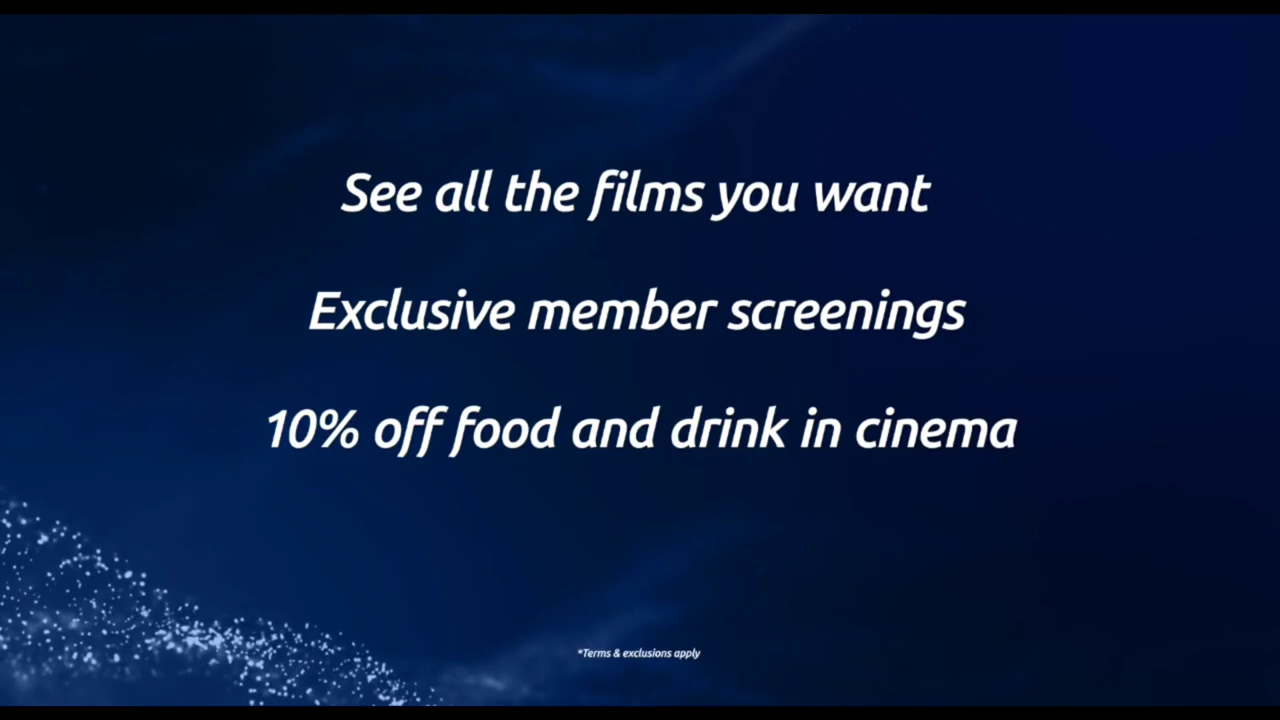 See all the films you want
Exclusive member screenings
10% off food and drink in cinema
*Terms & exclusions apply